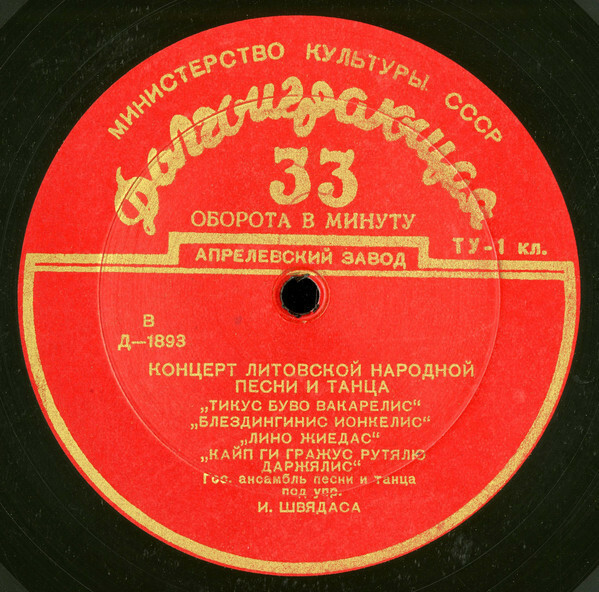 МИНИСТЕРСТВО КУЛЬТУРЫ СССР
Долгоиграющая
33
ОБОРОТА В МИНУТУ
ТУ-1 кл.
АПРЕЛЕВСКИЙ ЗАВОД
В
Д—1893
КОНЦЕРТ ЛИТОВСКОЙ НАРОДНОЙ
ПЕСНИ И ТАНЦА
„ТИКУС БУВО ВАКАРЕЛИС“
„БЛЕЗДИНГИНИС ИОНКЕЛИС“
„ЛИНО ЖИЕДАС“
„КАЙП ГИ ГРАЖУС РУТЯЛЮ
ДАРЖЯЛИС“
Гос. ансамбль песни и танца
под упр.
И. ШВЯДАСА